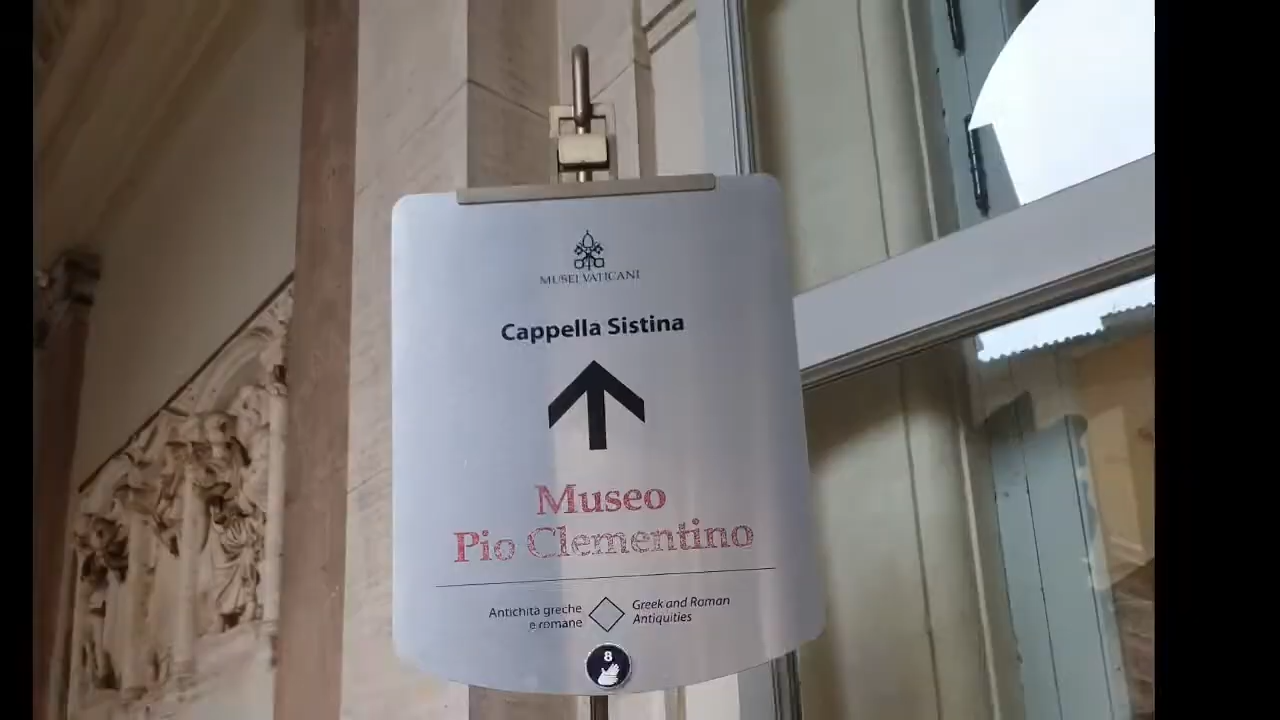 MUSEI VATICANI
Cappella Sistina
Museo
Pio Clementino
Antichità greche
e romane
Greek and Roman
Antiquities
8